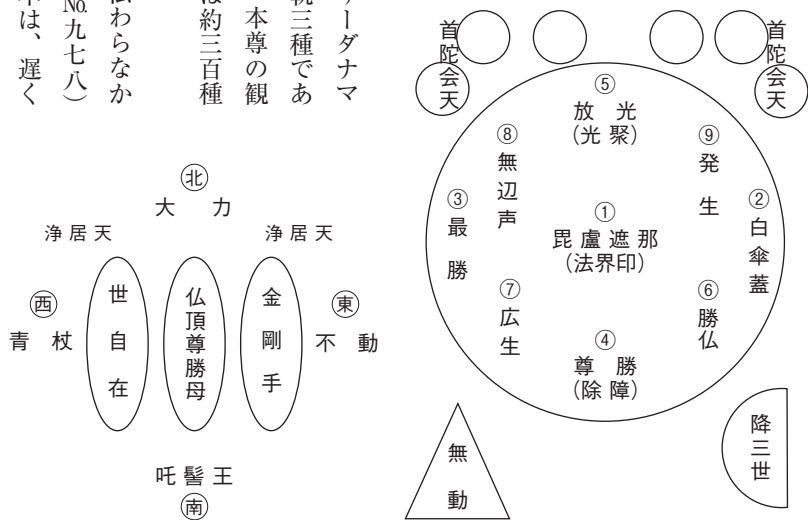 首陀会天
首陀会天
⑤
放光
(光聚)
⑨発生
②白傘蓋
⑧無辺声
③最勝
①
毘盧遮那
(法界印)
⑥勝仏
⑦広生
④
尊勝
(除障)
降三世
無動
ーダナマ
軌三種であ
本尊の観
は約三百種
伝わらなか
No.九七八）
本は、遅く
北
大力
浄居天
浄居天
東
不動
金剛手
仏頂尊勝母
世自在
西
青杖
吒髻王
南